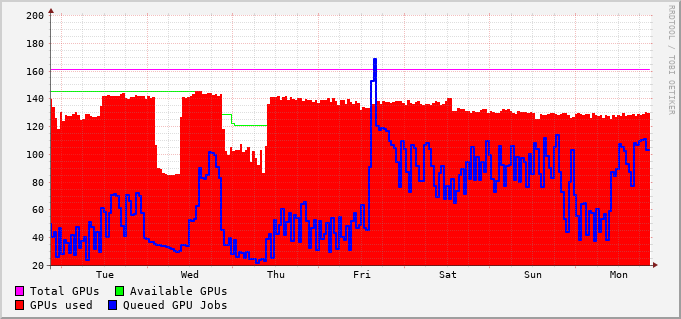 200
180
160
140
120
100
80
60
40
20
Tue Wed Thu Fri Sat Sun Mon
Total GPUs Available GPUs
GPUs used Queued GPU Jobs
RRDTOOL / TOBI OETIKER